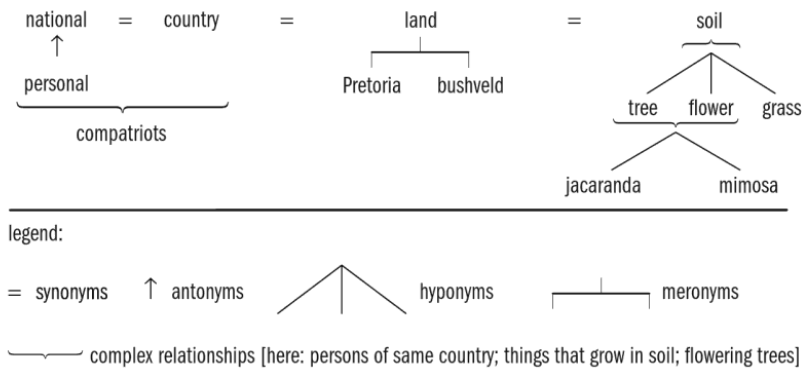 national = country = land = soil
↑
personal Pretoria bushveld
compatriots
tree flower grass
jacaranda mimosa
legend:
= synonyms ↑ antonyms hyponyms meronyms
complex relationships [here: persons of same country; things that grow in soil; flowering trees]